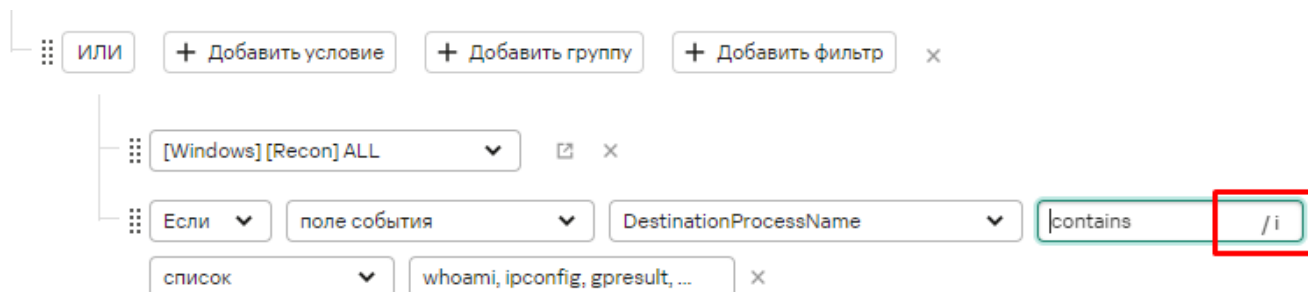 ИЛИ + Добавить условие + Добавить группу + Добавить фильтр ×
[Windows] [Recon] ALL ×
Если поле события DestinationProcessName contains / i
список whoami, ipconfig, gpresult, ... ×